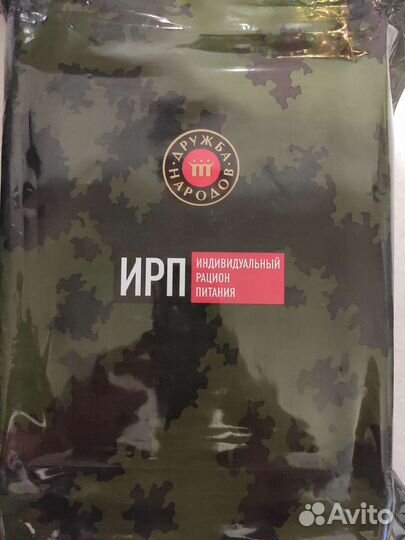 ДРУЖБА
НАРОДОВ
ИРП
ИНДИВИДУАЛЬНЫЙ
РАЦИОН
ПИТАНИЯ
Avito